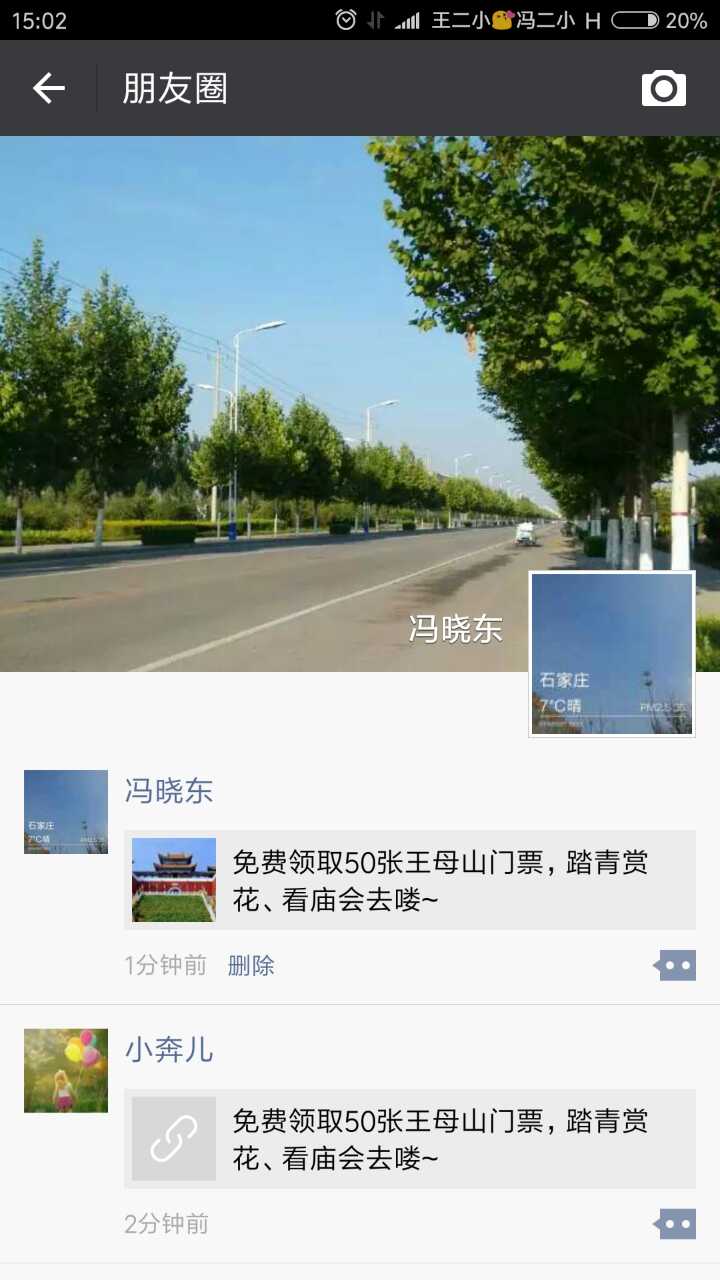 15:02
王二小冯二小 H 20%
朋友圈
冯晓东
石家庄
7°C晴
PM2.5 35
冯晓东
石家庄
7°C晴
免费领取50张王母山门票，踏青赏
花、看庙会去喽~
1分钟前 删除
小奔儿
免费领取50张王母山门票，踏青赏
花、看庙会去喽~
2分钟前